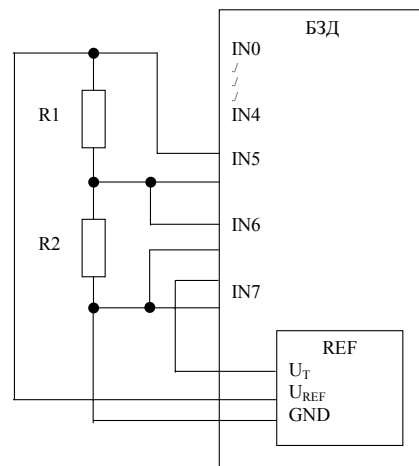 БЗД
IN0
./
./
./
IN4
R1
IN5
IN6
R2
IN7
REF
U_T
U_REF
GND